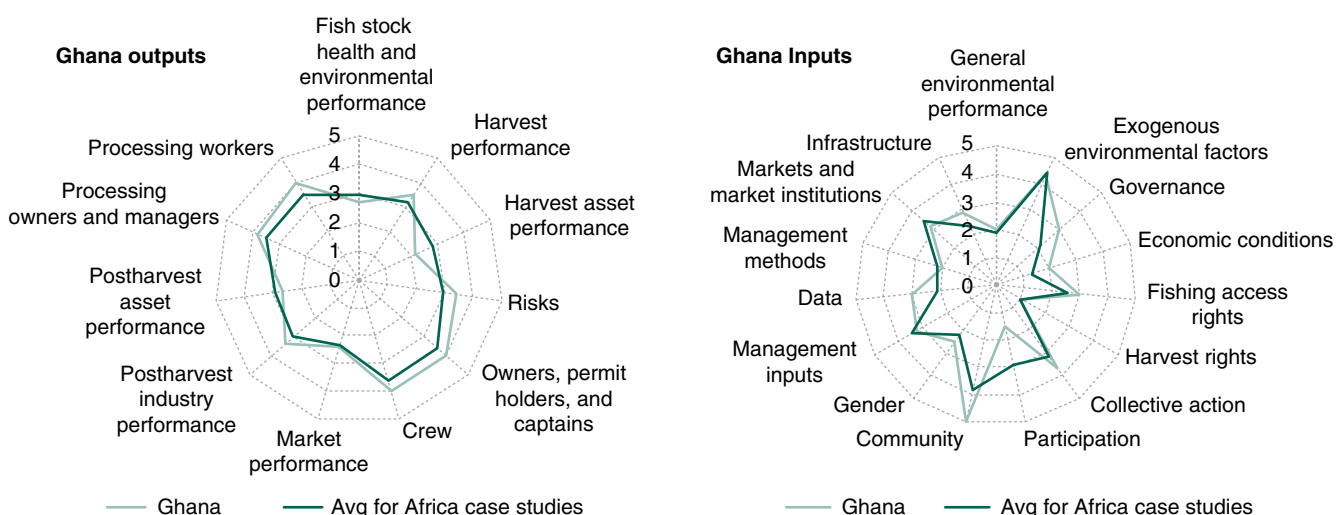 Ghana outputs
Fish stock
health and
environmental
performance
Harvest
performance
Harvest asset
performance
Risks
Owners, permit
holders, and
captains
Crew
Market
performance
Postharvest
industry
performance
Postharvest
asset
performance
Processing
owners and managers
Processing workers
5
4
3
2
1
0
Ghana
Avg for Africa case studies
Ghana Inputs
General
environmental
performance
Exogenous
environmental factors
Governance
Economic conditions
Fishing access
rights
Harvest rights
Collective action
Participation
Community
Gender
Management
inputs
Data
Management
methods
Markets and
market institutions
Infrastructure
5
4
3
2
1
0
Ghana
Avg for Africa case studies